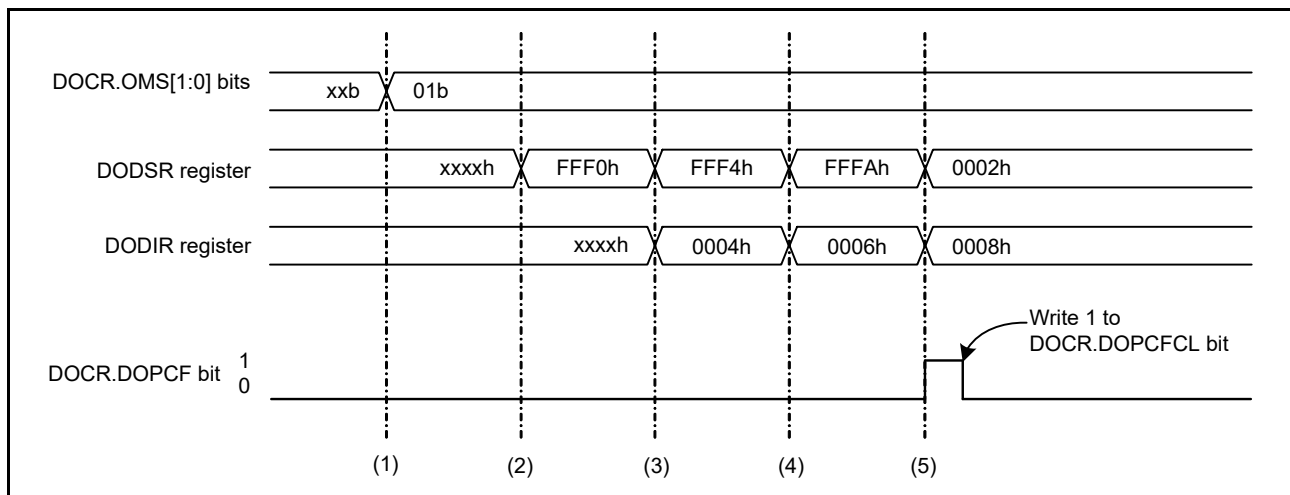 DOCR.OMS[1:0] bits
xxb
01b
DODSR register
xxxxh
FFF0h
FFF4h
FFFAh
0002h
DODIR register
xxxxh
0004h
0006h
0008h
Write 1 to
DOCR.DOPCFCL bit
DOCR.DOPCF bit
1
0
(1)
(2)
(3)
(4)
(5)